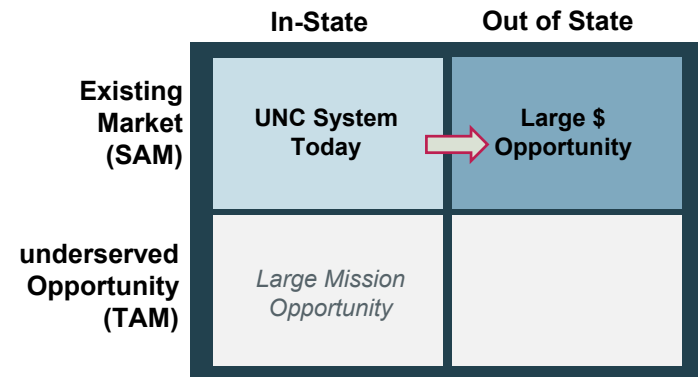 In-State
Out of State
Existing
Market
(SAM)
UNC System
Today
Large $
Opportunity
underserved
Opportunity
(TAM)
Large Mission
Opportunity